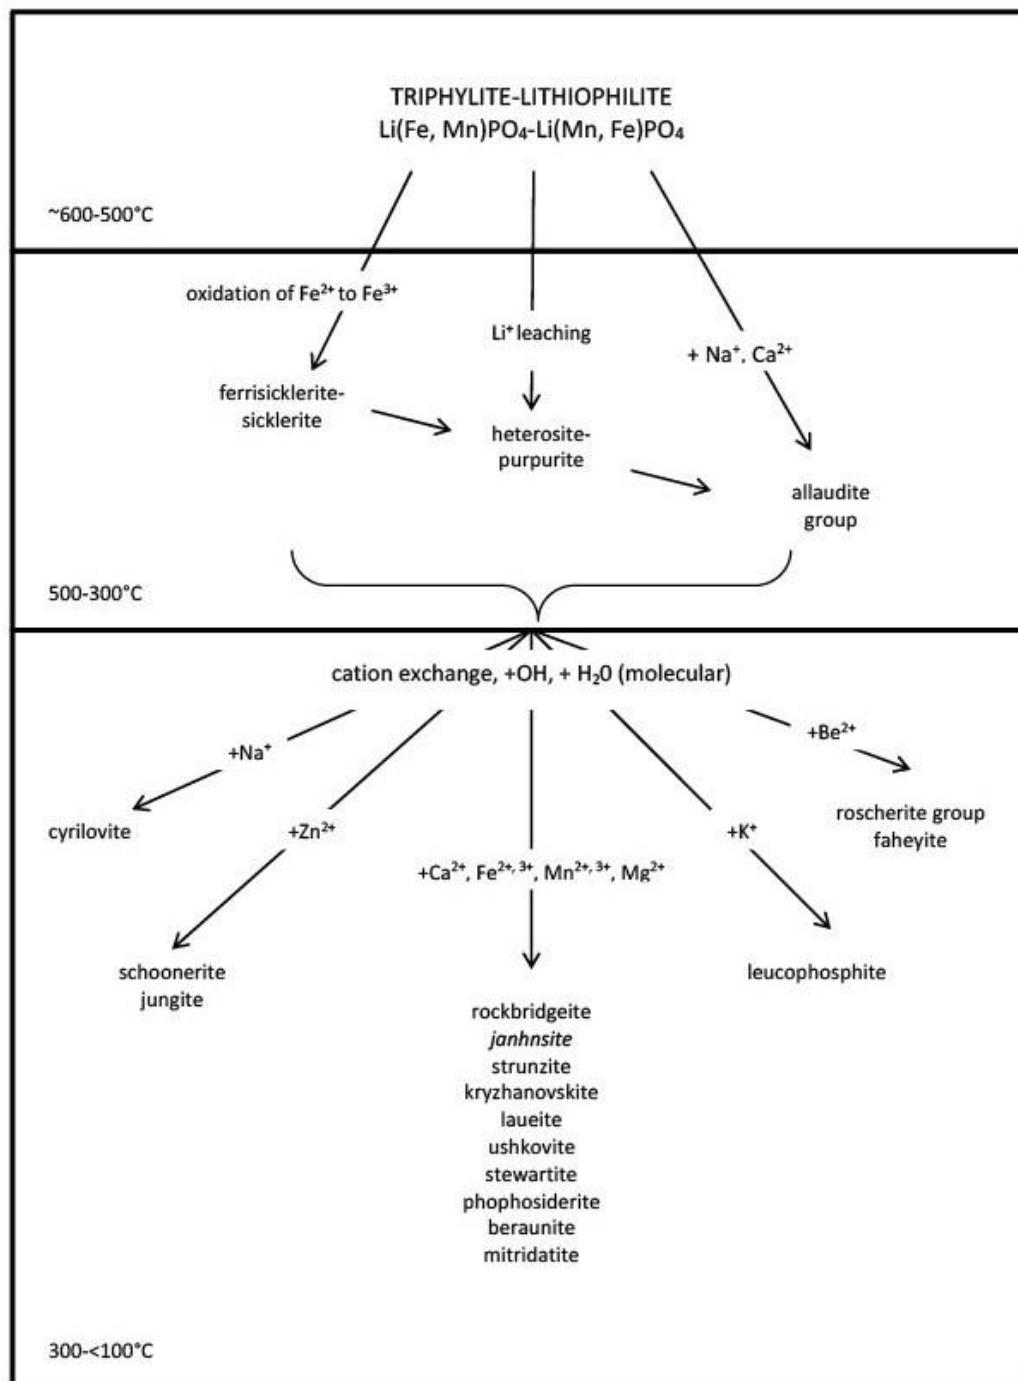 TRIPHYLITE-LITHIOPHILITE
Li(Fe, Mn)PO₄-Li(Mn, Fe)PO₄
~600-500°C
oxidation of Fe²⁺ to Fe³⁺
Li⁺ leaching
+ Na⁺, Ca²⁺
ferrisicklerite-
sicklerite
heterosite-
purpurite
allaudite
group
500-300°C
cation exchange, +OH, + H₂0 (molecular)
+Na⁺
+Be²⁺
cyrilovite
+Zn²⁺
+K⁺
roscherite group
faheyite
+Ca²⁺, Fe²⁺,³⁺, Mn²⁺,³⁺, Mg²⁺
schoonerite
jungite
leucophosphite
rockbridgeite
janhnsite
strunzite
kryzhanovskite
laueite
ushkovite
stewartite
phophosiderite
beraunite
mitridatite
300-<100°C